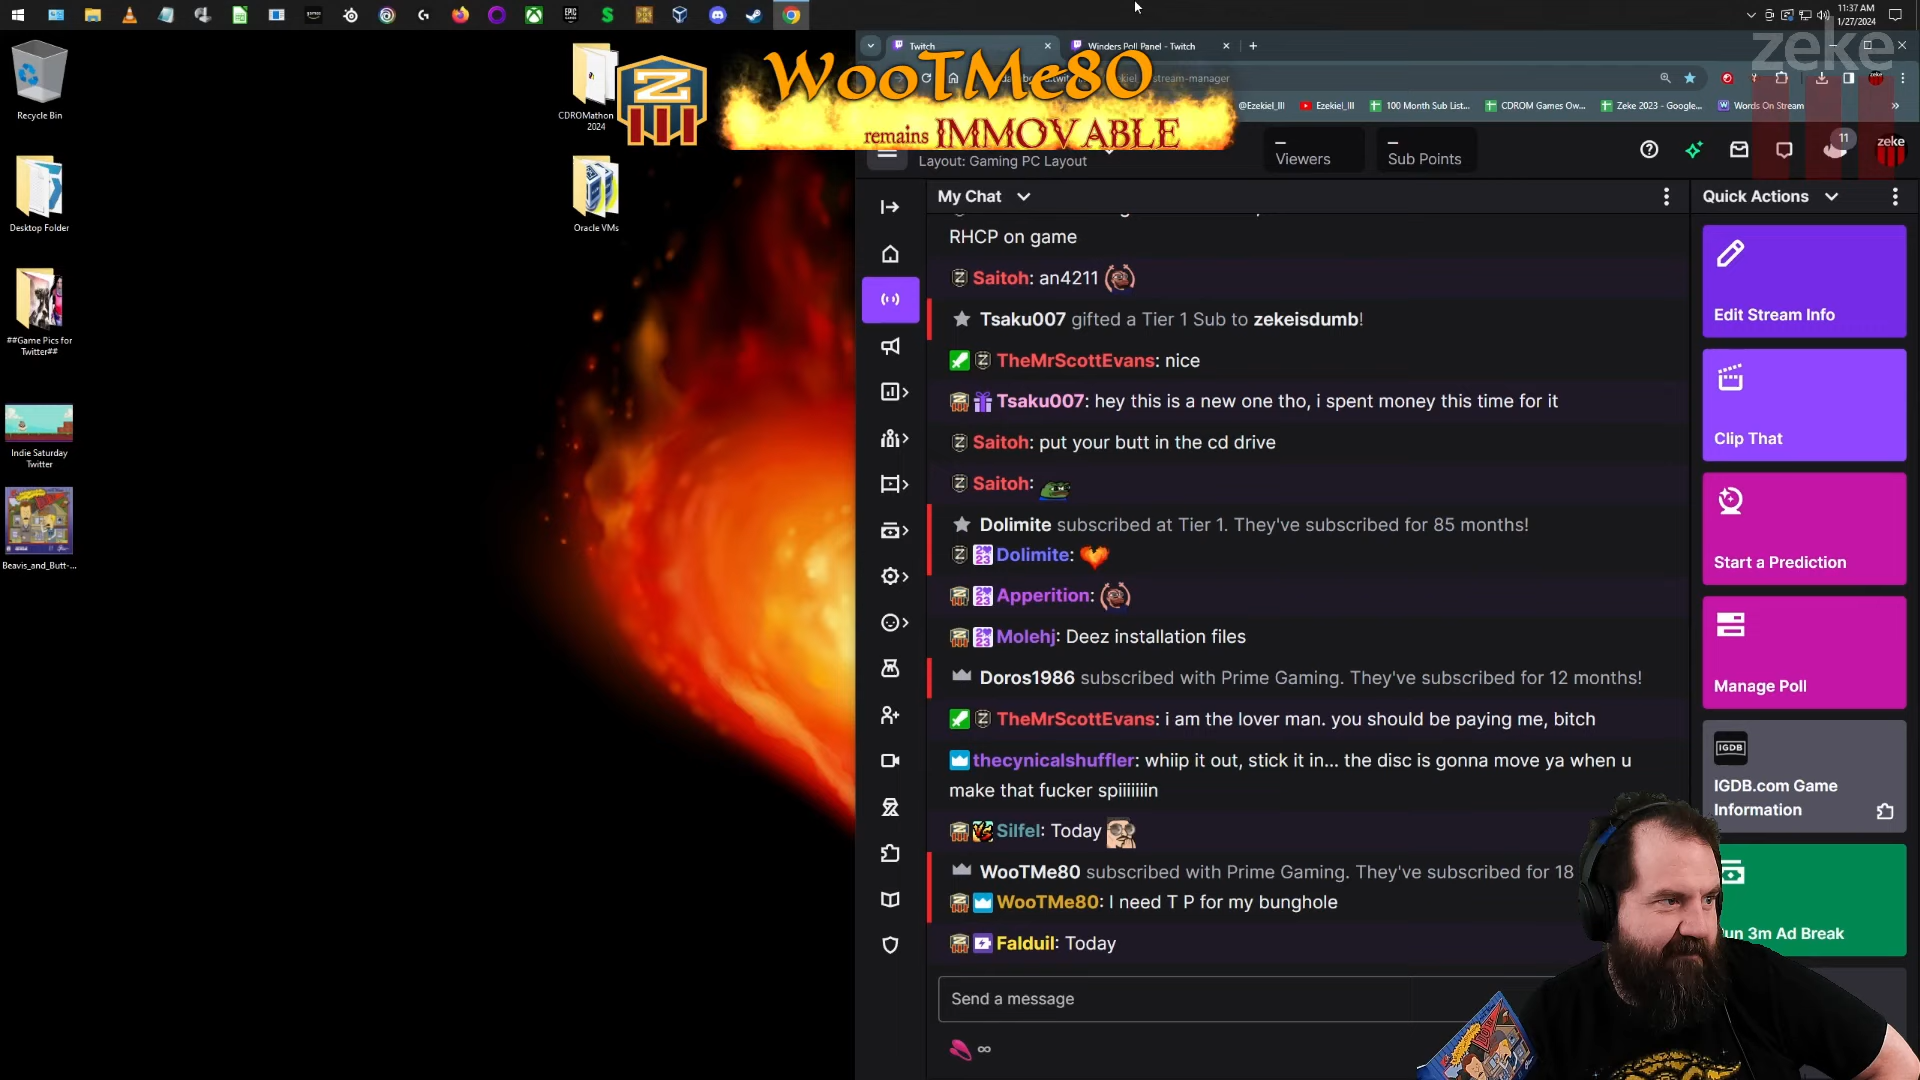 11:37 AM
1/27/2024
zeke
Recycle Bin
Desktop Folder
##Game Pics for
Twitter##
Indie Saturday
Twitter
Beavis_and_Butt-...
CDROMathon
2024
Oracle VMs
WooTMe80
remains IMMOVABLE
Twitch
Winders Poll Panel - Twitch
stream-manager
@Ezekiel_III
Ezekiel_III
100 Month Sub List...
CDROM Games Ow...
Zeke 2023 - Google...
Words On Stream
Layout: Gaming PC Layout
Viewers
Sub Points
11
zeke
My Chat
RHCP on game
Saitoh: an4211
Tsaku007 gifted a Tier 1 Sub to zekeisdumb!
TheMrScottEvans: nice
Tsaku007: hey this is a new one tho, i spent money this time for it
Saitoh: put your butt in the cd drive
Saitoh:
Dolimite subscribed at Tier 1. They've subscribed for 85 months!
Dolimite:
Apperition:
Molehj: Deez installation files
Doros1986 subscribed with Prime Gaming. They've subscribed for 12 months!
TheMrScottEvans: i am the lover man. you should be paying me, bitch
thecynicalshuffler: whiip it out, stick it in... the disc is gonna move ya when u
make that fucker spiiiiiiin
Silfel: Today
WooTMe80 subscribed with Prime Gaming. They've subscribed for 18
WooTMe80: I need T P for my bunghole
Falduil: Today
Send a message
∞
Quick Actions
Edit Stream Info
Clip That
Start a Prediction
Manage Poll
IGDB
IGDB.com Game
Information
un 3m Ad Break